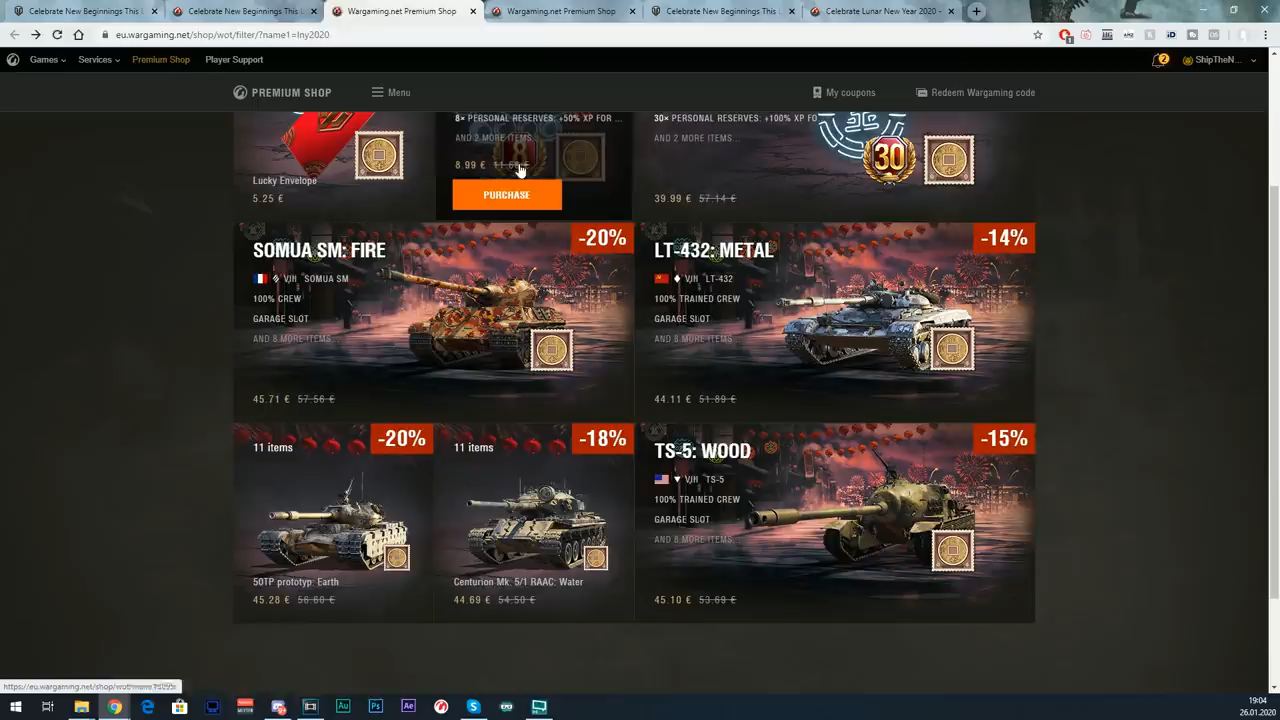 Celebrate New Beginnings This L
Celebrate New Beginnings This L
Wargaming.net Premium Shop
Wargaming.net Premium Shop
Celebrate New Beginnings This L
Celebrate Lunar New Year 2020 -
eu.wargaming.net/shop/wot/filter/?name1=lny2020
Games
Services
Premium Shop
Player Support
2
ShipTheN...
PREMIUM SHOP
Menu
My coupons
Redeem Wargaming code
8× PERSONAL RESERVES: +50% XP FOR ...
30× PERSONAL RESERVES: +100% XP FO
AND 2 MORE ITEMS...
AND 2 MORE ITEMS...
8
30
Lucky Envelope
5.25 €
8.99 €
39.99 € 57.14 €
PURCHASE
SOMUA SM: FIRE
-20%
VIII SOMUA SM
100% CREW
GARAGE SLOT
AND 8 MORE ITEMS
45.71 € 57.56 €
LT-432: METAL
-14%
VIII LT-432
100% TRAINED CREW
GARAGE SLOT
AND 8 MORE ITEMS...
44.11 € 51.89 €
11 items
-20%
50TP prototyp: Earth
45.28 € 56.60 €
11 items
-18%
Centurion Mk. 5/1 RAAC: Water
44.69 € 54.50 €
TS-5: WOOD
-15%
VIII TS-5
100% TRAINED CREW
GARAGE SLOT
AND 8 MORE ITEMS...
45.10 € 53.69 €
19:04
26.01.2020